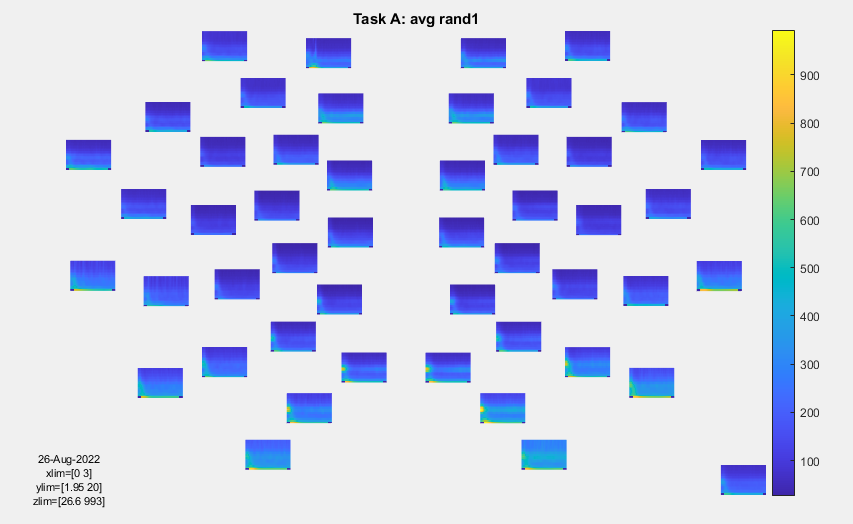 Task A: avg rand1
900
800
700
600
500
400
300
200
100
26-Aug-2022
xlim=[0 3]
ylim=[1.95 20]
zlim=[26.6 993]